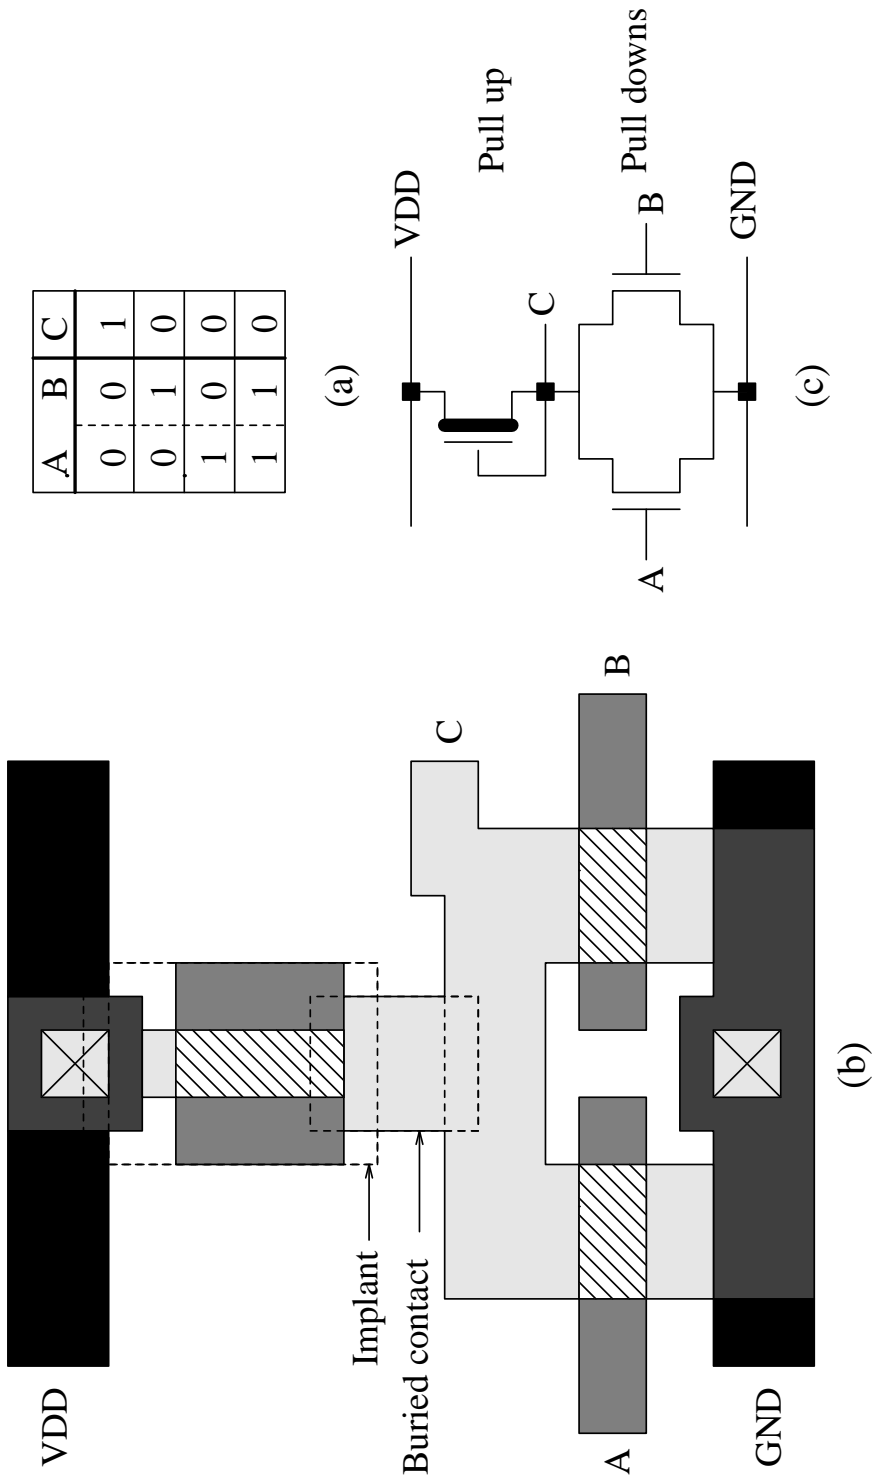 A B C
0 0 1
0 1 0
1 0 0
1 1 0
(a)
VDD
Pull up
C
Pull downs
A
B
GND
(c)
VDD
Implant
Buried contact
C
A
B
GND
(b)